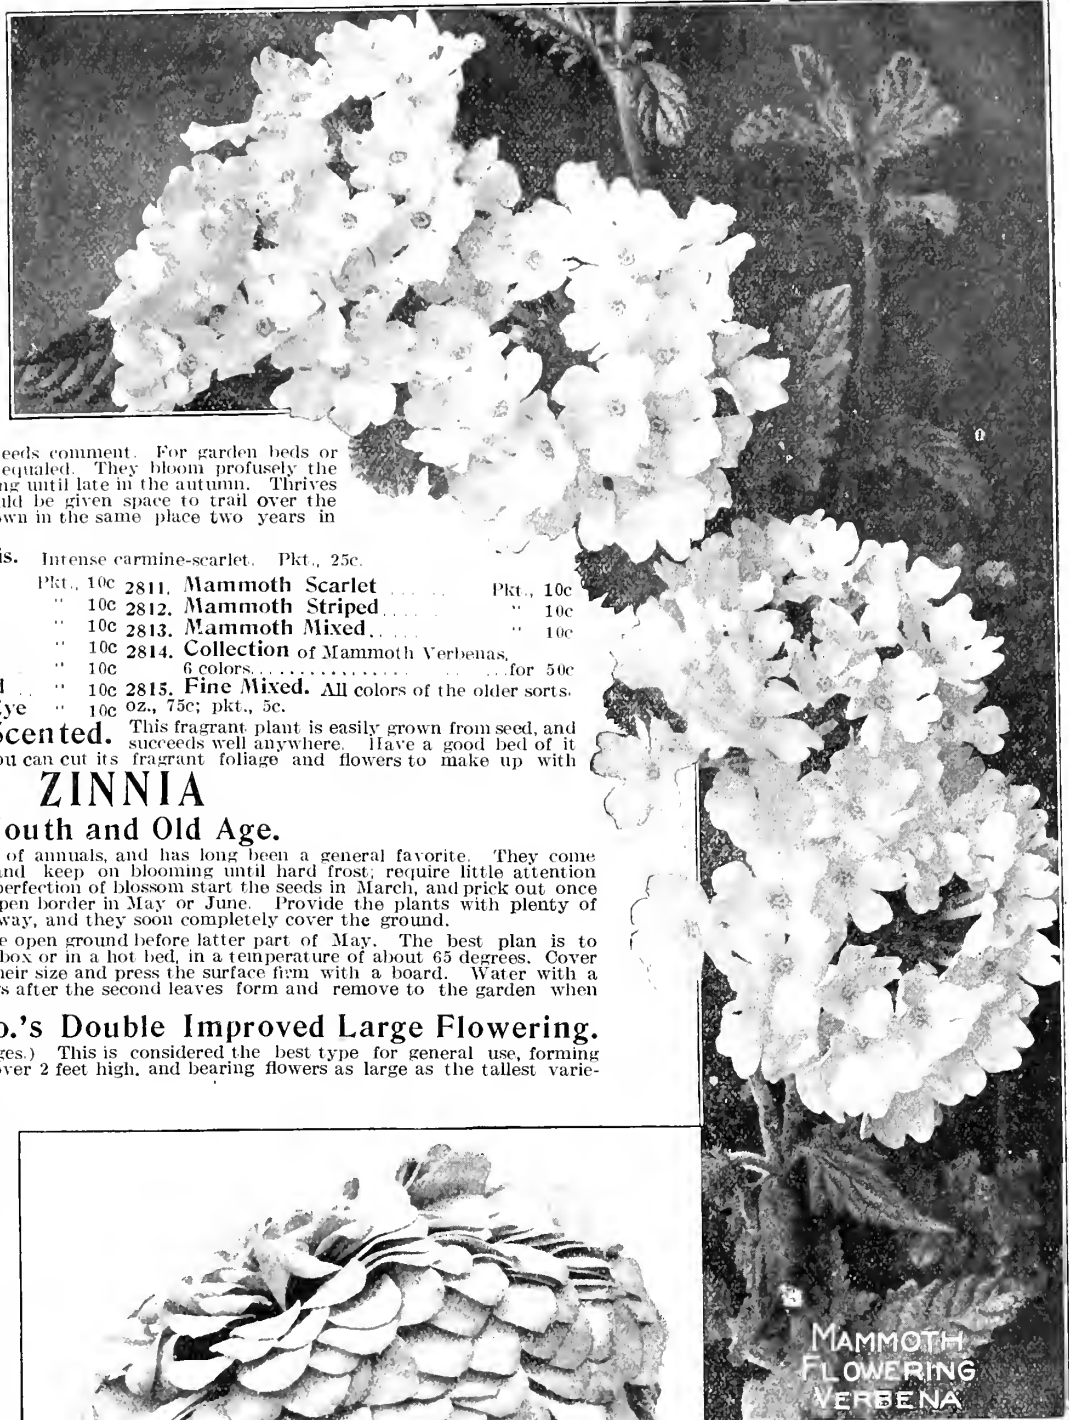 eeds comment. For garden beds or
equaled. They bloom profusely the
ng until late in the autumn. Thrives
uld be given space to trail over the
own in the same place two years in
is. Intense carmine-scarlet. Pkt., 25c.
Pkt., 10c 2811. Mammoth Scarlet Pkt., 10c
" 10c 2812. Mammoth Striped " 10c
" 10c 2813. Mammoth Mixed " 10c
" 10c 2814. Collection of Mammoth Verbenas,
" 10c 6 colors for 50c
d " 10c 2815. Fine Mixed. All colors of the older sorts.
Eye " 10c oz., 75c; pkt., 5c.
Scented. This fragrant plant is easily grown from seed, and
succeeds well anywhere. Have a good bed of it
ou can cut its fragrant foliage and flowers to make up with
ZINNIA
outh and Old Age.
of annuals, and has long been a general favorite. They come
and keep on blooming until hard frost; require little attention
perfection of blossom start the seeds in March, and prick out once
pen border in May or June. Provide the plants with plenty of
way, and they soon completely cover the ground.
e open ground before latter part of May. The best plan is to
box or in a hot bed, in a temperature of about 65 degrees. Cover
heir size and press the surface firm with a board. Water with a
s after the second leaves form and remove to the garden when
o.'s Double Improved Large Flowering.
ges.) This is considered the best type for general use, forming
over 2 feet high, and bearing flowers as large as the tallest varie-
MAMMOTH
FLOWERING
VERBENA